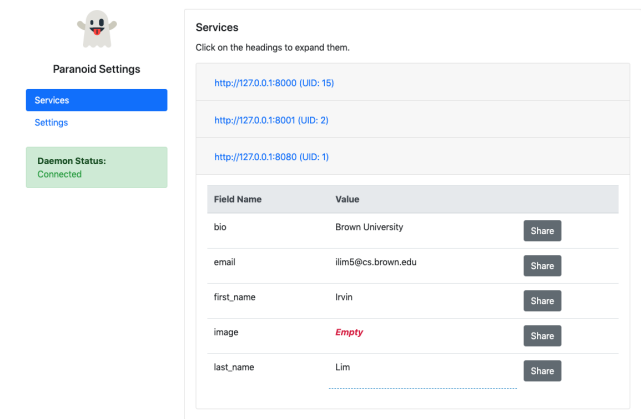 Paranoid Settings
Services
Settings
Daemon Status:
Connected
Services
Click on the headings to expand them.
http://127.0.0.1:8000 (UID: 15)
http://127.0.0.1:8001 (UID: 2)
http://127.0.0.1:8080 (UID: 1)
Field Name Value
bio Brown University Share
email ilim5@cs.brown.edu Share
first_name Irvin Share
image Empty Share
last_name Lim Share